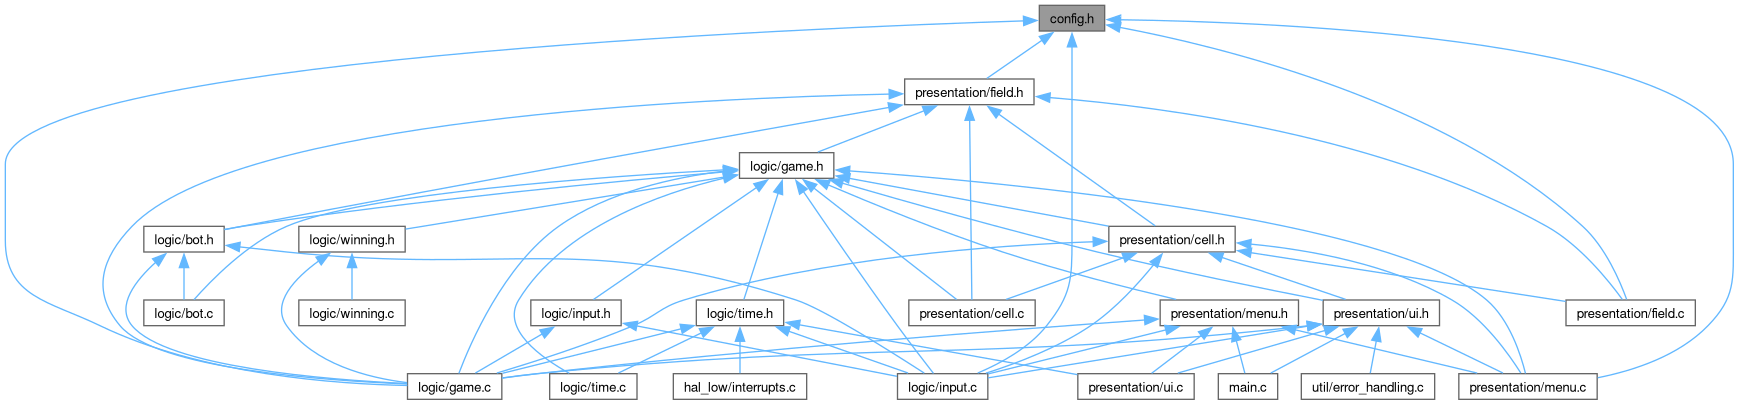 config.h
presentation/field.h
logic/game.h
logic/bot.h
logic/winning.h
presentation/cell.h
logic/bot.c
logic/winning.c
logic/input.h
logic/time.h
presentation/cell.c
presentation/menu.h
presentation/ui.h
presentation/field.c
logic/game.c
logic/time.c
hal_low/interrupts.c
logic/input.c
presentation/ui.c
main.c
util/error_handling.c
presentation/menu.c